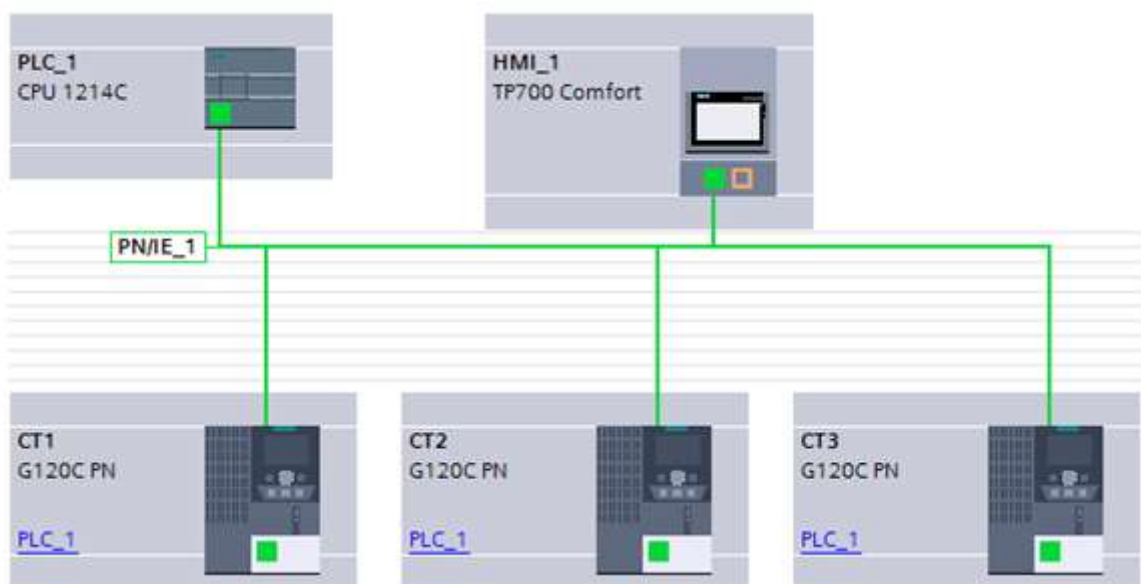 PLC_1
CPU 1214C
HMI_1
TP700 Comfort
PN/IE_1
CT1
G120C PN
PLC_1
CT2
G120C PN
PLC_1
CT3
G120C PN
PLC_1